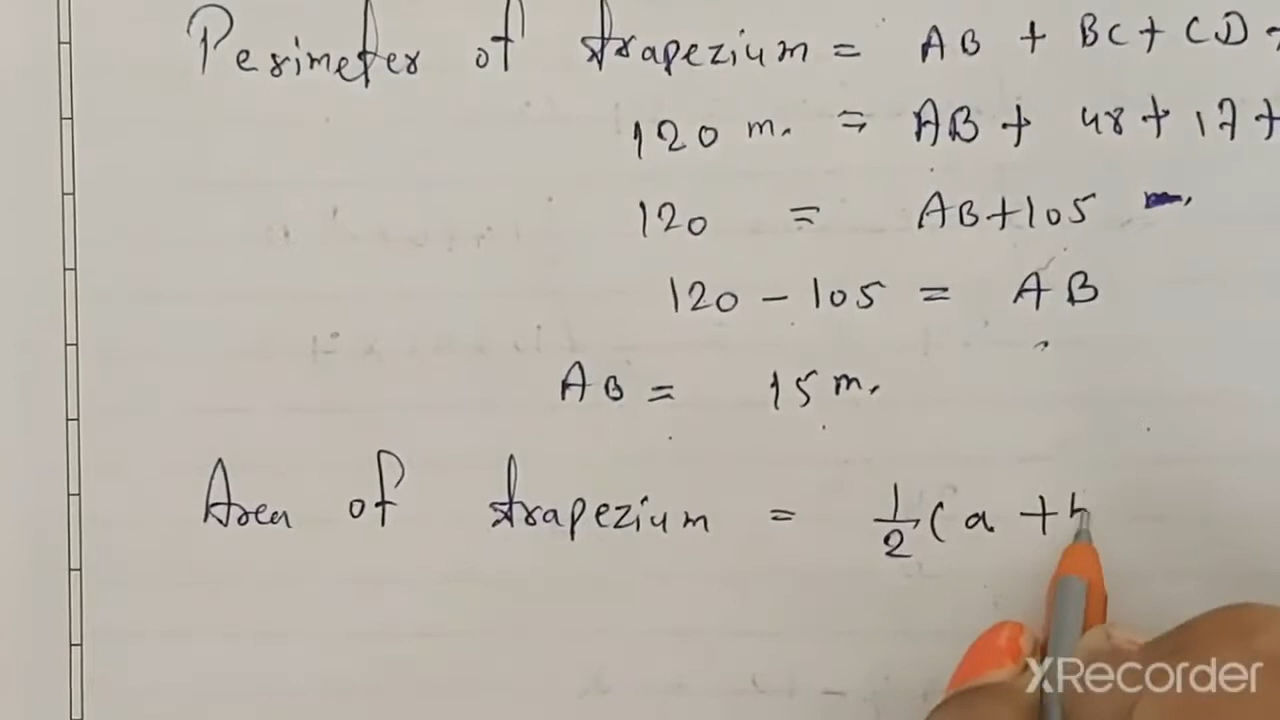 Perimeter of trapezium = AB + BC + CD +
120 m. = AB + 48 + 17 +
120 = AB + 105
120 - 105 = AB
AB = 15 m.
Area of trapezium = 1/2 (a + b
XRecorder